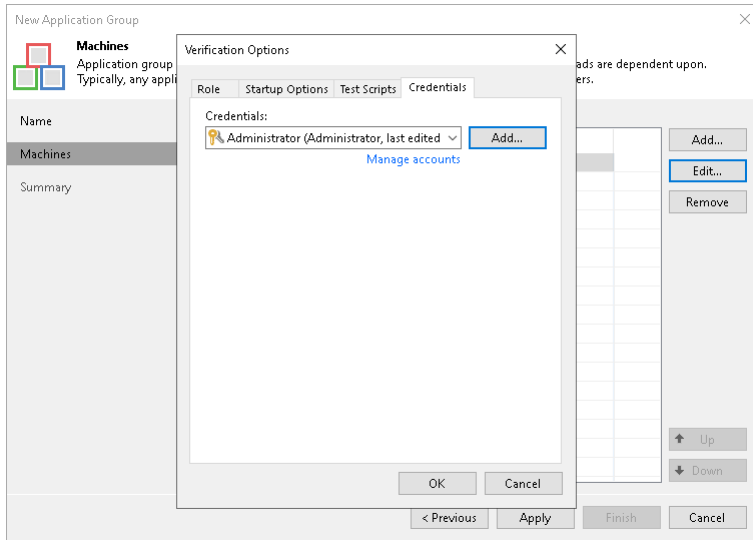 New Application Group
Machines
Application group
Typically, any appli
ads are dependent upon.
ers.
Name
Machines
Summary
Verification Options
Role
Startup Options
Test Scripts
Credentials
Credentials:
Administrator (Administrator, last edited
Add...
Manage accounts
OK
Cancel
Add...
Edit...
Remove
Up
Down
< Previous
Apply
Finish
Cancel